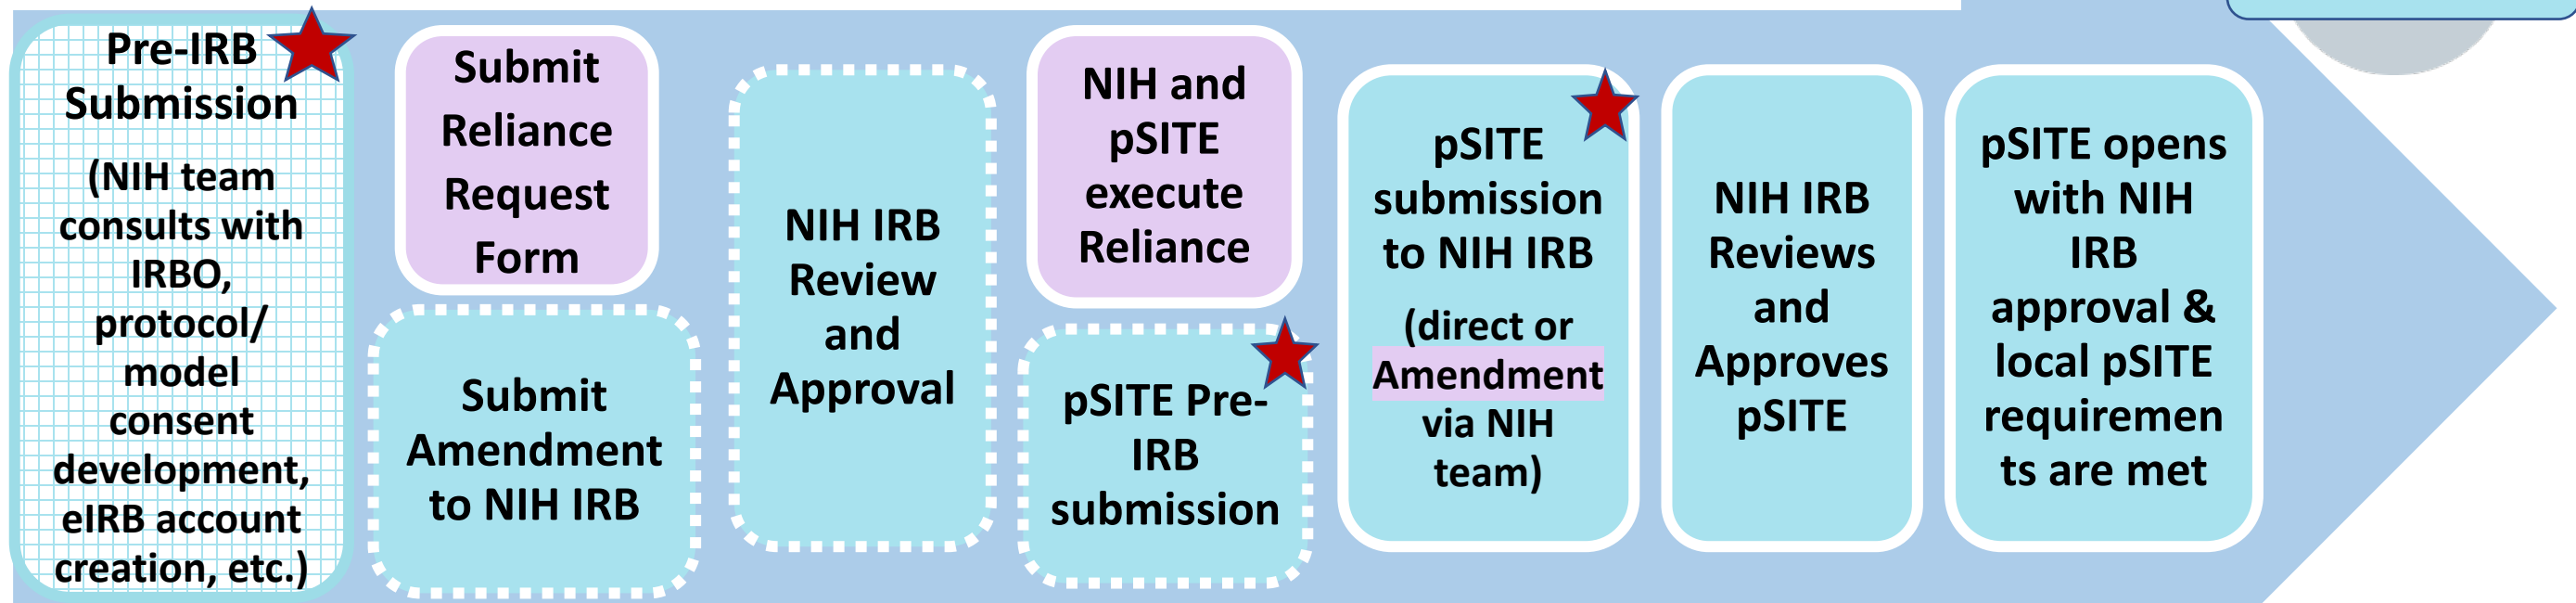 Pre-IRB
Submission
(NIH team
consults with
IRBO,
protocol/
model
consent
development,
eIRB account
creation, etc.)
Submit
Reliance
Request
Form
Submit
Amendment
to NIH IRB
NIH IRB
Review
and
Approval
NIH and
pSITE
execute
Reliance
pSITE Pre-
IRB
submission
pSITE
submission
to NIH IRB
(direct or
Amendment
via NIH
team)
NIH IRB
Reviews
and
Approves
pSITE
pSITE opens
with NIH
IRB
approval &
local pSITE
requiremen
ts are met